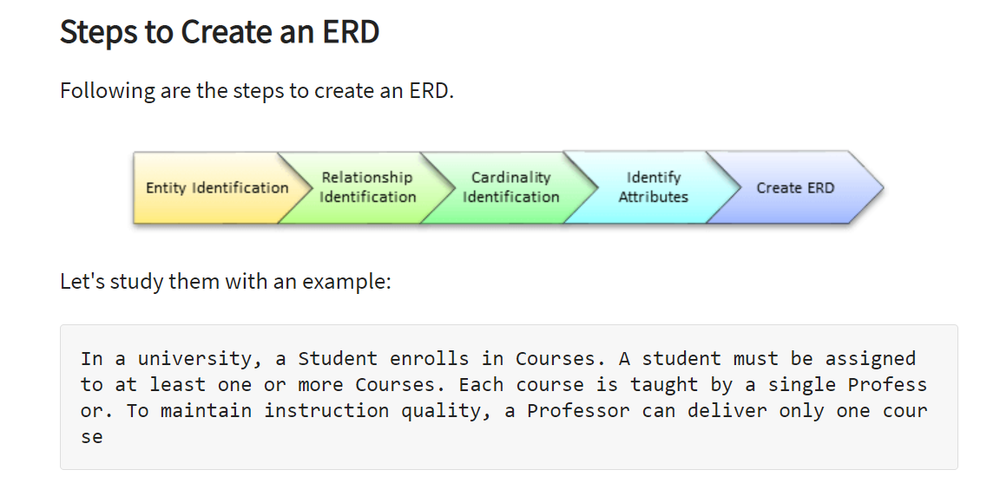 Steps to Create an ERD
Following are the steps to create an ERD.
Entity Identification
Relationship
Identification
Cardinality
Identification
Identify
Attributes
Create ERD
Let's study them with an example:
In a university, a Student enrolls in Courses. A student must be assigned
to at least one or more Courses. Each course is taught by a single Profess
or. To maintain instruction quality, a Professor can deliver only one cour
se